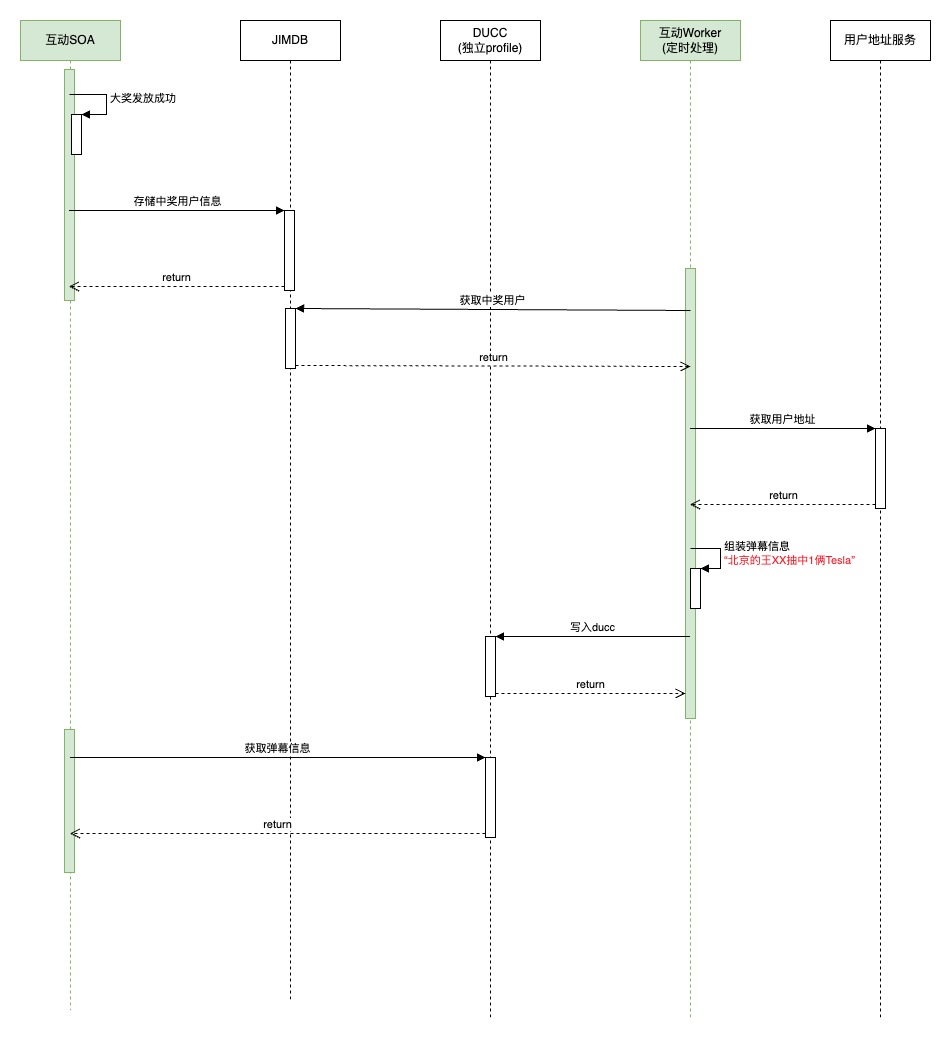 互动SOA
JIMDB
DUCC
(独立profile)
互动Worker
(定时处理)
用户地址服务
大奖发放成功
存储中奖用户信息
return
获取中奖用户
return
获取用户地址
return
组装弹幕信息
“北京的王XX抽中1俩Tesla”
写入ducc
return
获取弹幕信息
return